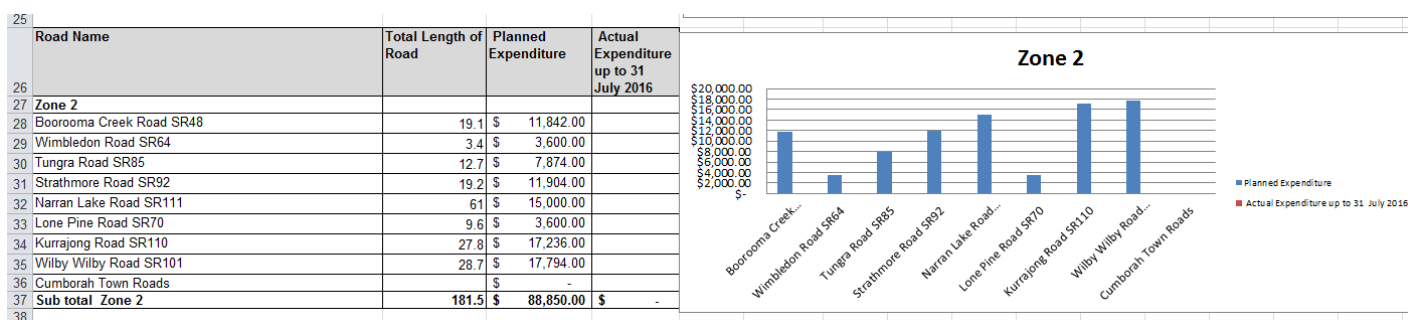 25
Road Name Total Length of Planned Actual
Road Expenditure Expenditure
up to 31
26 July 2016
27 Zone 2
28 Boorooma Creek Road SR48 19.1 $ 11,842.00
29 Wimbledon Road SR64 3.4 $ 3,600.00
30 Tungra Road SR85 12.7 $ 7,874.00
31 Strathmore Road SR92 19.2 $ 11,904.00
32 Narran Lake Road SR111 61 $ 15,000.00
33 Lone Pine Road SR70 9.6 $ 3,600.00
34 Kurrajong Road SR110 27.8 $ 17,236.00
35 Wilby Wilby Road SR101 28.7 $ 17,794.00
36 Cumborah Town Roads $ -
37 Sub total Zone 2 181.5 $ 88,850.00 $ -
38
Zone 2
$20,000.00
$18,000.00
$16,000.00
$14,000.00
$12,000.00
$10,000.00
$8,000.00
$6,000.00
$4,000.00
$2,000.00
$-
Boorooma Creek...
Wimbledon Road SR64
Tungra Road SR85
Strathmore Road SR92
Narran Lake Road...
Lone Pine Road SR70
Kurrajong Road SR110
Wilby Wilby Road...
Cumborah Town Roads
Planned Expenditure
Actual Expenditure up to 31 July 2016